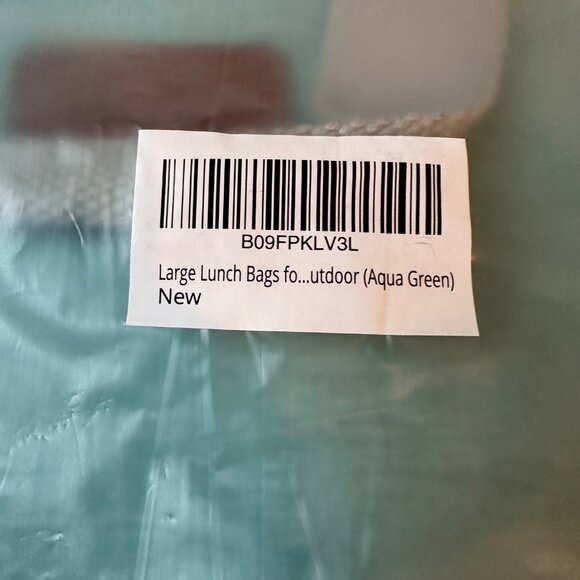 B09FPKLV3L
Large Lunch Bags fo...utdoor (Aqua Green)
New